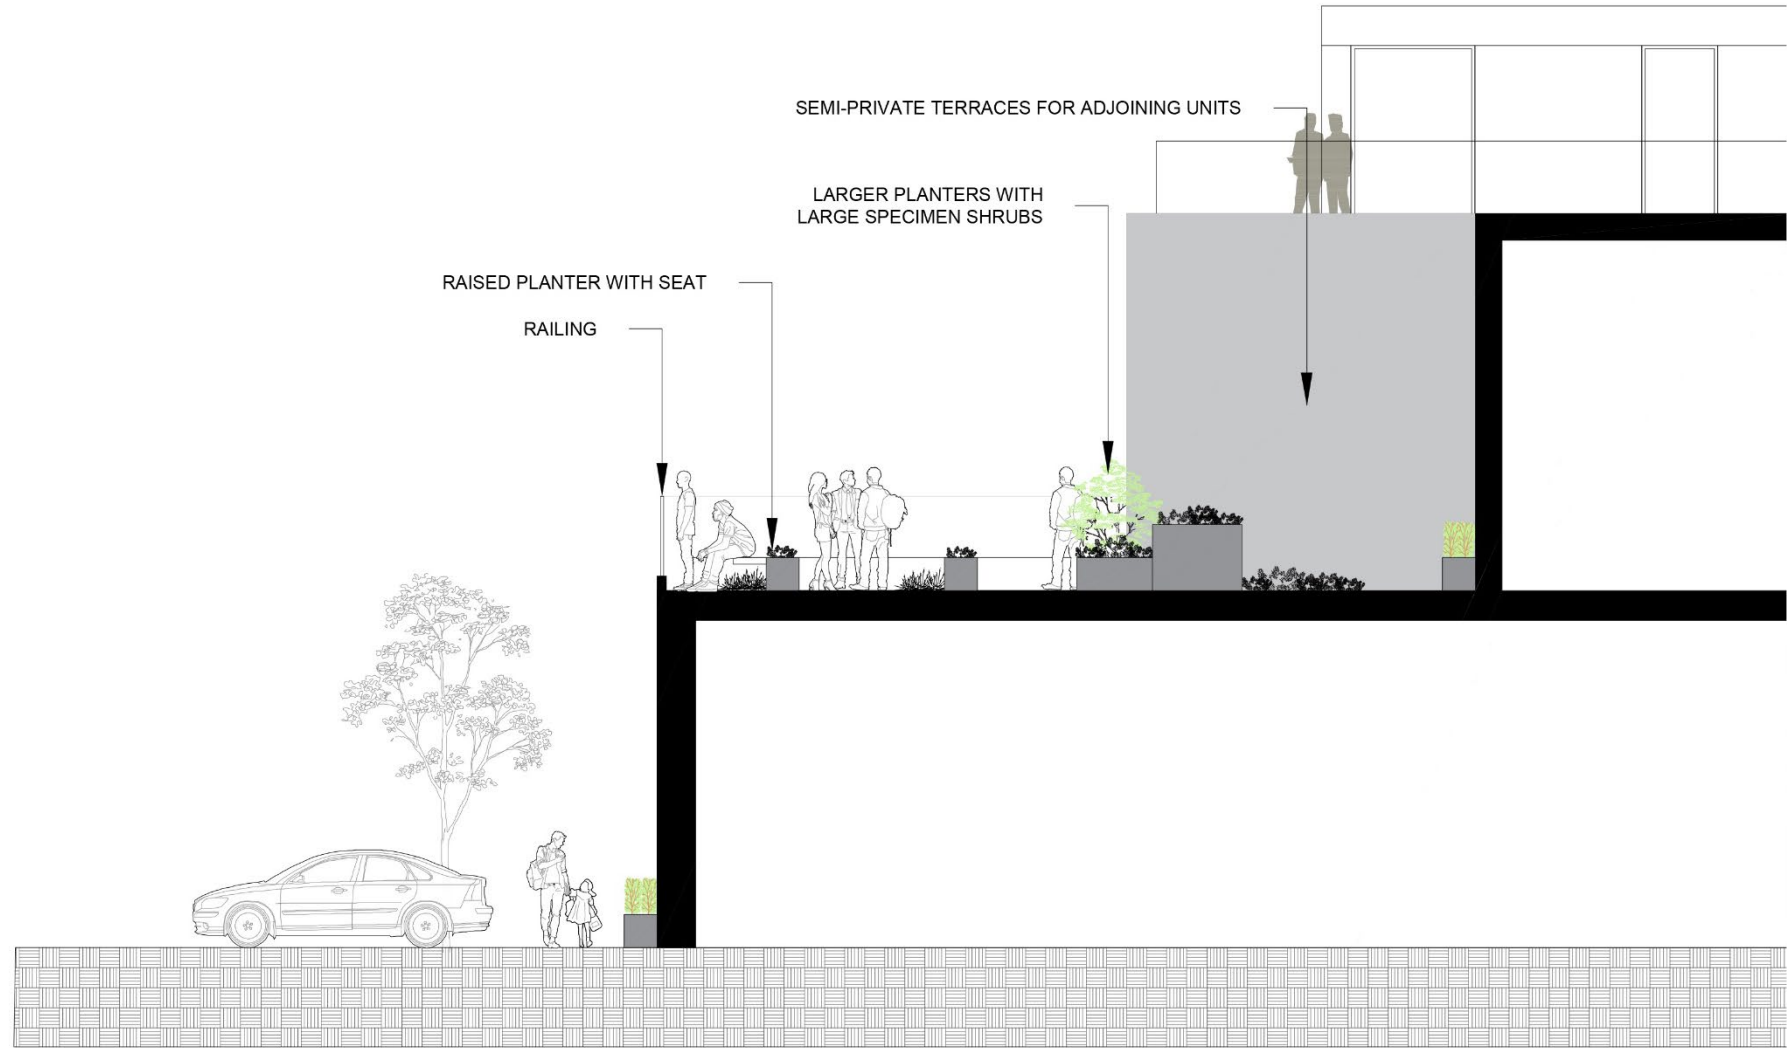 SEMI-PRIVATE TERRACES FOR ADJOINING UNITS
LARGER PLANTERS WITH
LARGE SPECIMEN SHRUBS
RAISED PLANTER WITH SEAT
RAILING